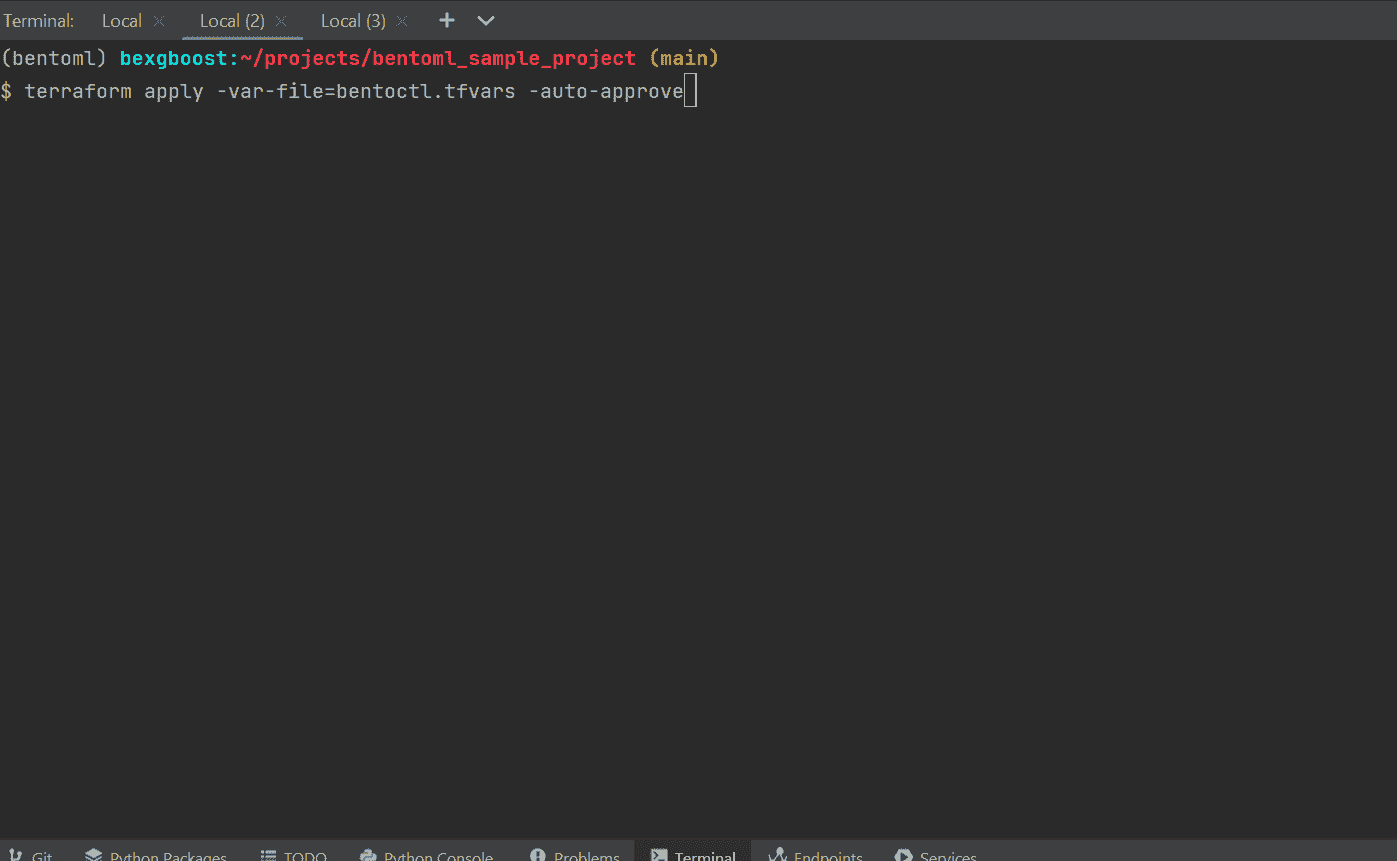 Terminal: Local Local (2) Local (3)
(bentoml) bexgboost:~/projects/bentoml_sample_project (main)
$ terraform apply -var-file=bentoctl.tfvars -auto-approve
Git Python Packages TODO Python Console Problems Terminal Endpoints Services